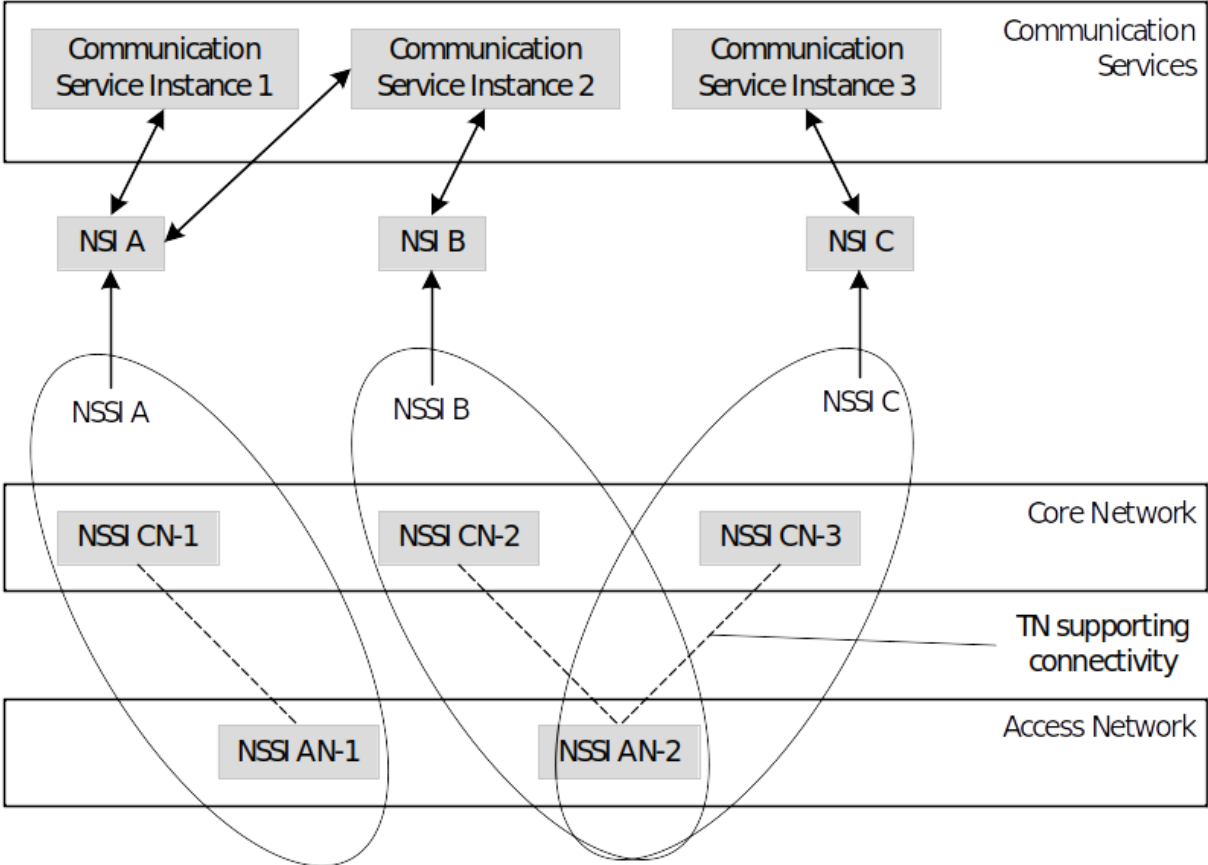 Communication
Services
Communication
Service Instance 1
Communication
Service Instance 2
Communication
Service Instance 3
NSI A
NSI B
NSI C
NSSI A
NSSI B
NSSI C
Core Network
NSSI CN-1
NSSI CN-2
NSSI CN-3
TN supporting
connectivity
Access Network
NSSI AN-1
NSSI AN-2